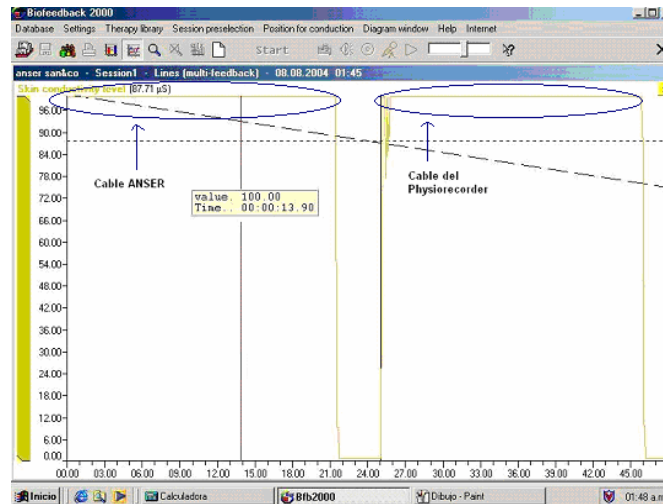 Biofeedback 2000
Database Settings Therapy library Session preselection Position for conduction Diagram window Help Internet
Start
anser san&co - Session1 - Lines (multi-feedback) - 08.08.2004 01:45
Skin conductivity level (87.71 µS)
96.00
90.00
84.00
78.00
72.00
66.00
60.00
54.00
48.00
42.00
36.00
30.00
24.00
18.00
12.00
6.00
0.00
Cable ANSER
value. 100.00
Time.. 00:00:13.90
Cable del
Physiorecorder
00.00 03.00 06.00 09.00 12.00 15.00 18.00 21.00 24.00 27.00 30.00 33.00 36.00 39.00 42.00 45.00
Inicio Calculadora Bfb2000 Dibujo - Paint 01:48 a.m